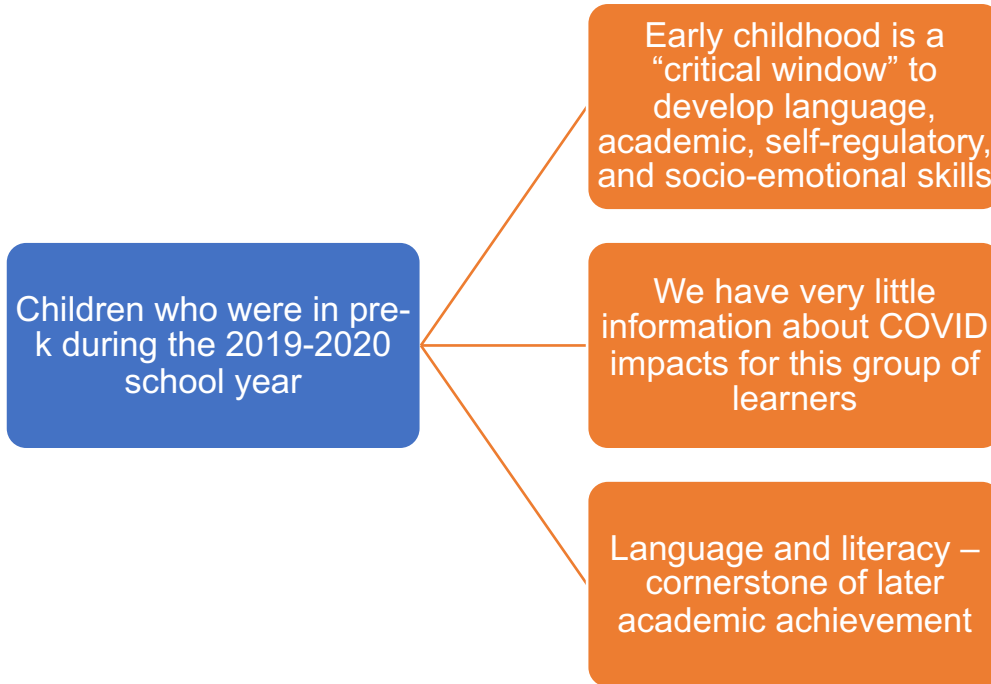 Children who were in pre-
k during the 2019-2020
school year
Early childhood is a
“critical window” to
develop language,
academic, self-regulatory,
and socio-emotional skills
We have very little
information about COVID
impacts for this group of
learners
Language and literacy –
cornerstone of later
academic achievement